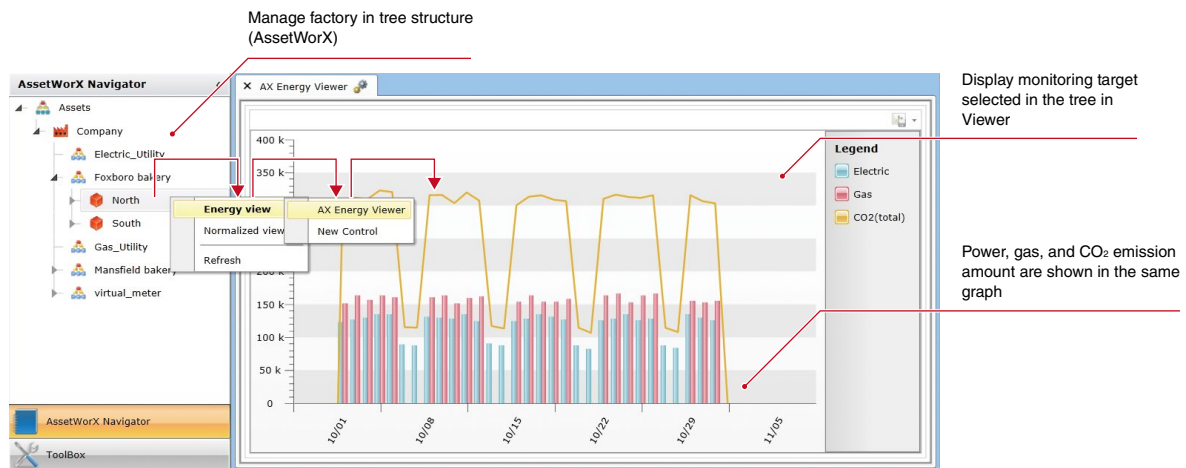 Manage factory in tree structure
(AssetWorX)
AssetWorX Navigator
Assets
Company
Electric_Utility
Foxboro bakery
North
South
Gas_Utility
Mansfield bakery
virtual_meter
AssetWorX Navigator
ToolBox
Energy view
Normalized view
Refresh
AX Energy Viewer
New Control
× AX Energy Viewer
400 k
350 k
200 k
150 k
100 k
50 k
0
10/01
10/08
10/15
10/22
10/29
11/05
Legend
Electric
Gas
CO2(total)
Display monitoring target
selected in the tree in
Viewer
Power, gas, and CO₂ emission
amount are shown in the same
graph